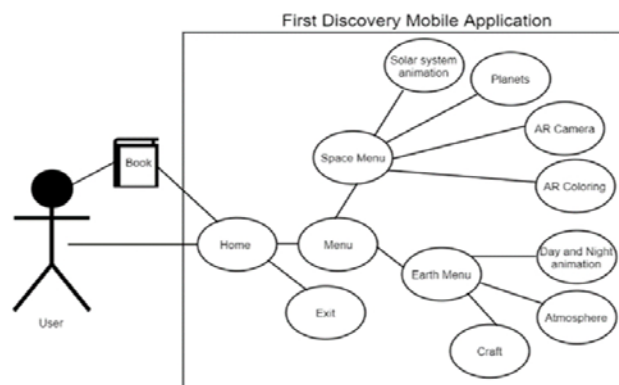 First Discovery Mobile Application
Solar system
animation
Planets
AR Camera
AR Coloring
Space Menu
Book
Home
Menu
Earth Menu
Day and Night
animation
Atmosphere
Craft
Exit
User